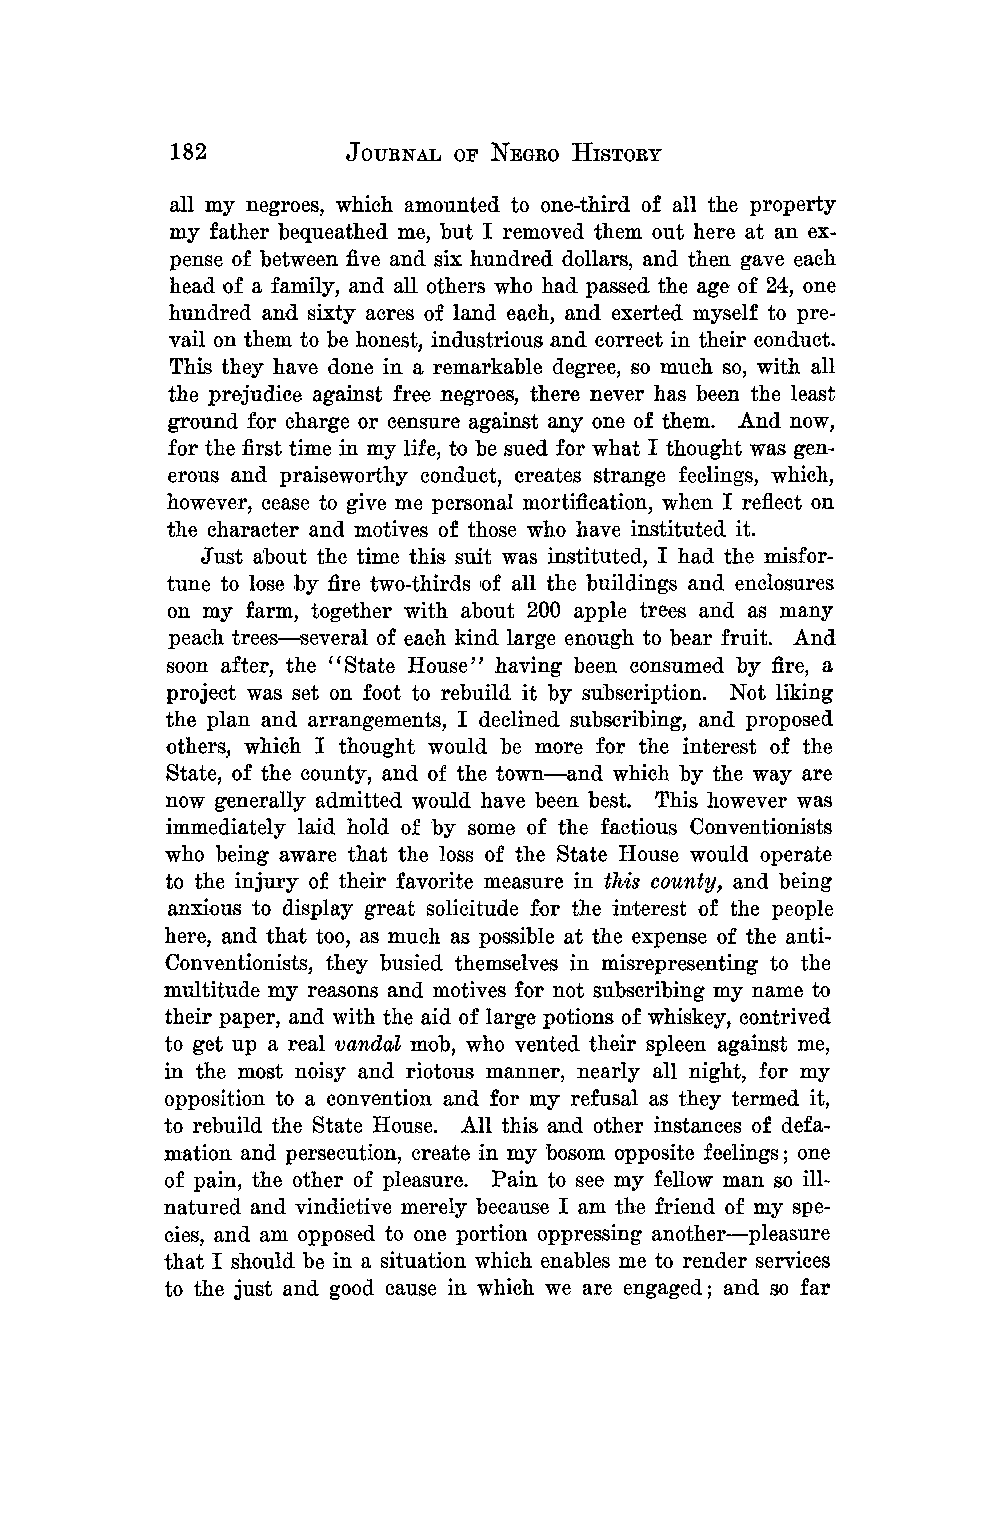 182 JOURNAL OF NEGRO HISTORY
all my negroes, which amounted to one-third of all the property
my father bequeathed me, but I removed them out here at an ex-
pense of between five and six hundred dollars, and then gave each
head of a family, and all others who had passed the age of 24, one
hundred and sixty acres of land each, and exerted myself to pre-
vail on them to be honest, industrious and correct in their conduct.
This they have done in a remarkable degree, so much so, with all
the prejudice against free negroes, there never has been the least
ground for charge or censure against any one of them. And now,
for the first time in my life, to be sued for what I thought was gen-
erous and praiseworthy conduct, creates strange feelings, which,
however, cease to give me personal mortification, when I reflect on
the character and motives of those who have instituted it.
Just about the time this suit was instituted, I had the misfor-
tune to lose by fire two-thirds of all the buildings and enclosures
on my farm, together with about 200 apple trees and as many
peach trees—several of each kind large enough to bear fruit. And
soon after, the "State House" having been consumed by fire, a
project was set on foot to rebuild it by subscription. Not liking
the plan and arrangements, I declined subscribing, and proposed
others, which I thought would be more for the interest of the
State, of the county, and of the town—and which by the way are
now generally admitted would have been best. This however was
immediately laid hold of by some of the factious Conventionists
who being aware that the loss of the State House would operate
to the injury of their favorite measure in this county, and being
anxious to display great solicitude for the interest of the people
here, and that too, as much as possible at the expense of the anti-
Conventionists, they busied themselves in misrepresenting to the
multitude my reasons and motives for not subscribing my name to
their paper, and with the aid of large potions of whiskey, contrived
to get up a real vandal mob, who vented their spleen against me,
in the most noisy and riotous manner, nearly all night, for my
opposition to a convention and for my refusal as they termed it,
to rebuild the State House. All this and other instances of defa-
mation and persecution, create in my bosom opposite feelings; one
of pain, the other of pleasure. Pain to see my fellow man so ill-
natured and vindictive merely because I am the friend of my spe-
cies, and am opposed to one portion oppressing another—pleasure
that I should be in a situation which enables me to render services
to the just and good cause in which we are engaged; and so far